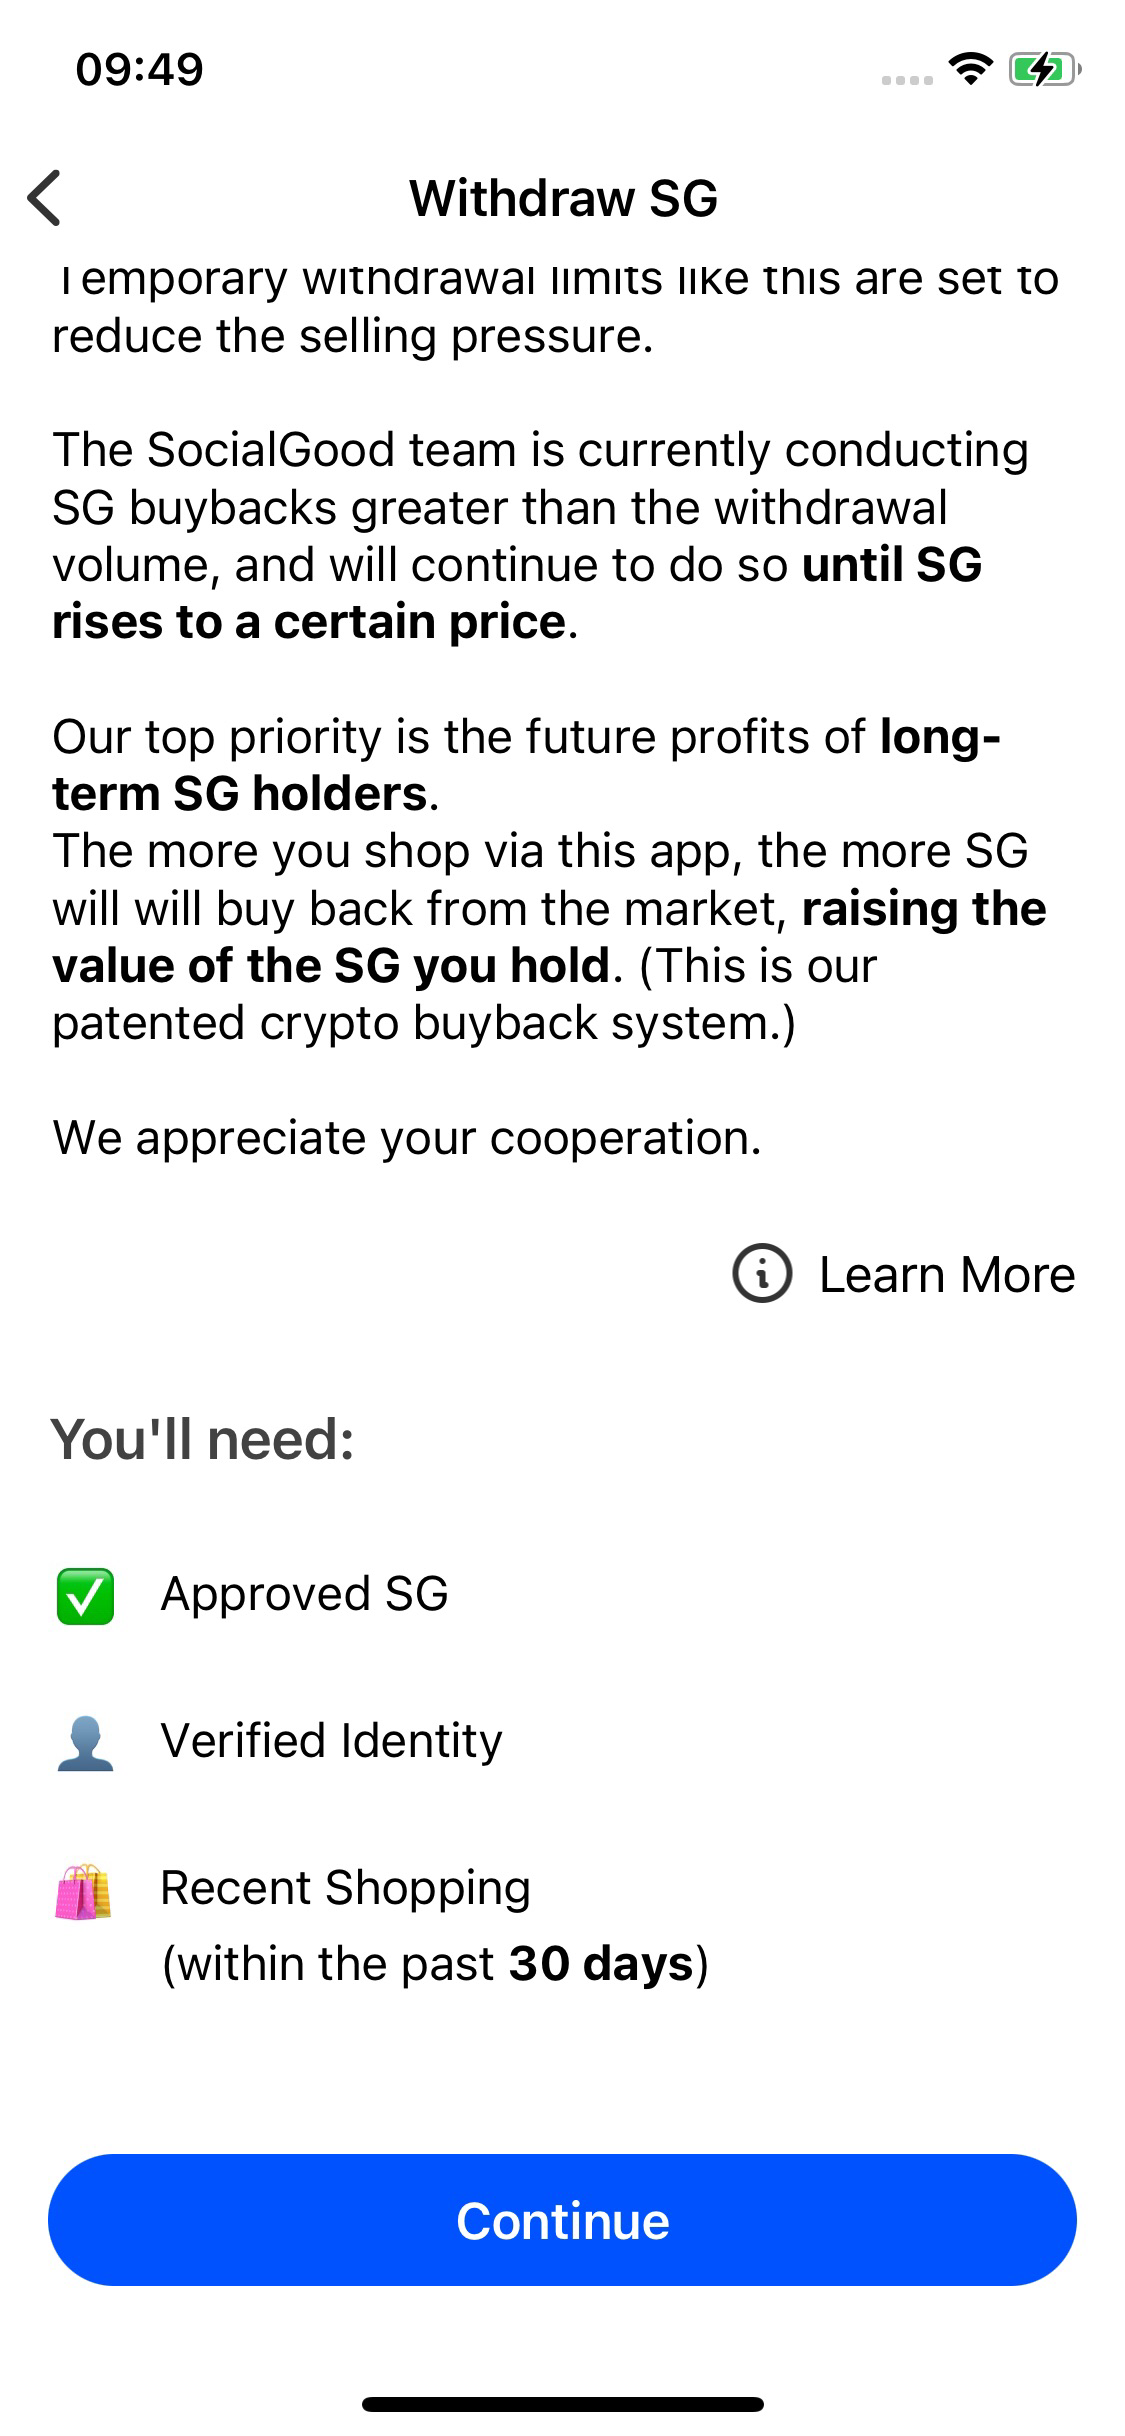 09:49
Withdraw SG
Temporary withdrawal limits like this are set to
reduce the selling pressure.
The SocialGood team is currently conducting
SG buybacks greater than the withdrawal
volume, and will continue to do so until SG
rises to a certain price.
Our top priority is the future profits of long-
term SG holders.
The more you shop via this app, the more SG
will will buy back from the market, raising the
value of the SG you hold. (This is our
patented crypto buyback system.)
We appreciate your cooperation.
Learn More
You'll need:
Approved SG
Verified Identity
Recent Shopping
(within the past 30 days)
Continue